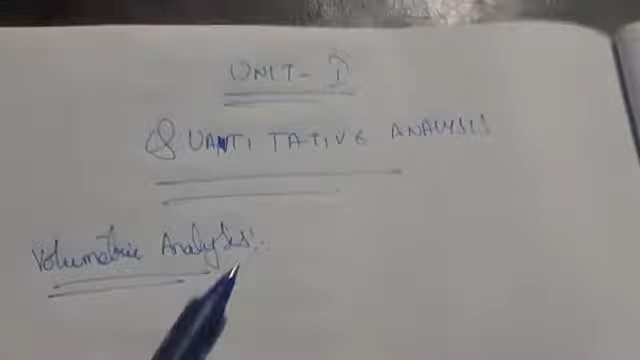 UNIT - I
QUANTITATIVE ANALYSIS
Volumetric Analysis:-